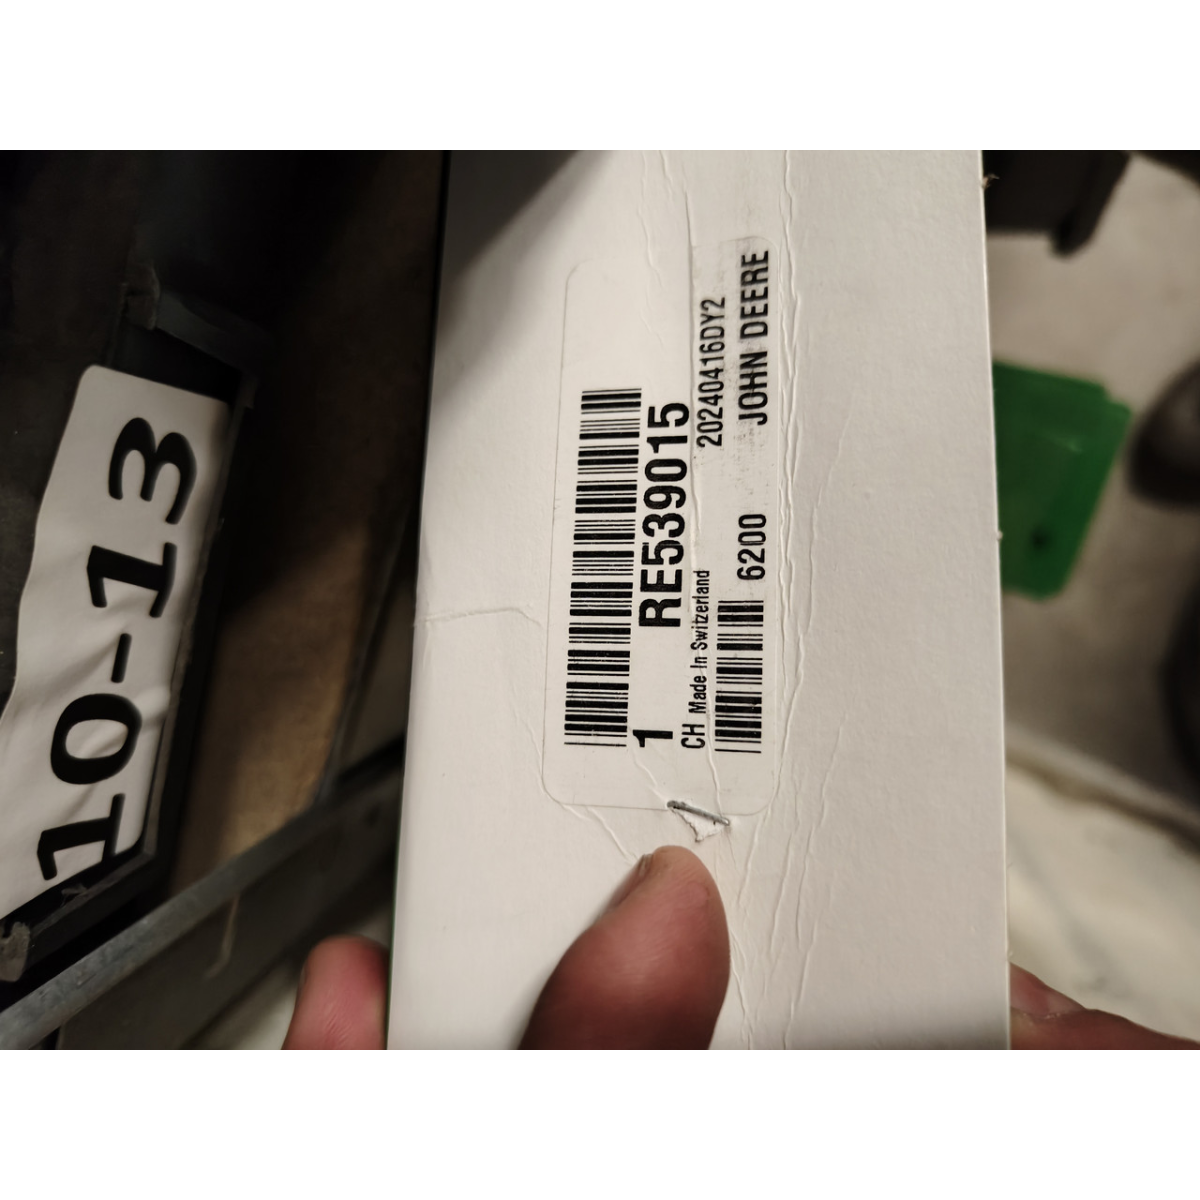 10-13
1 RE539015
CH Made In Switzerland 20240416DY2
6200 JOHN DEERE